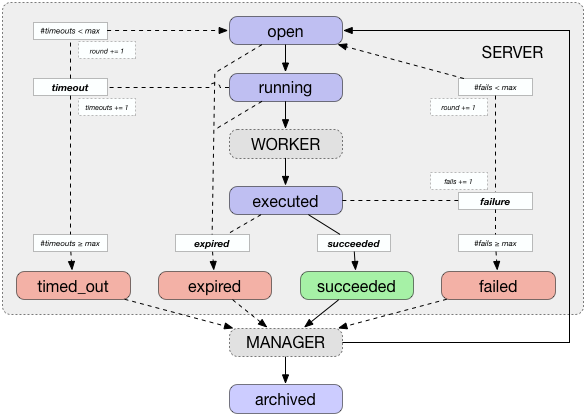 #timeouts < max
open
round += 1
SERVER
timeout
running
#fails < max
timeouts += 1
round += 1
WORKER
fails += 1
executed
failure
#timeouts ≥ max
expired
succeeded
#fails ≥ max
timed_out
expired
succeeded
failed
MANAGER
archived